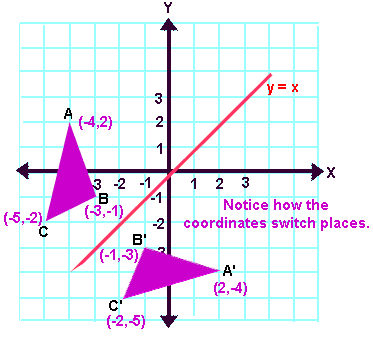 Y
y = x
3
A
(-4,2)
2
1
3 -2 -1 1 2 3 X
-1
B
(-3,-1)
Notice how the
coordinates switch places.
(-5,-2)
C
-2
B'
(-1,-3)
3
A'
(2,-4)
C'
(-2,-5)